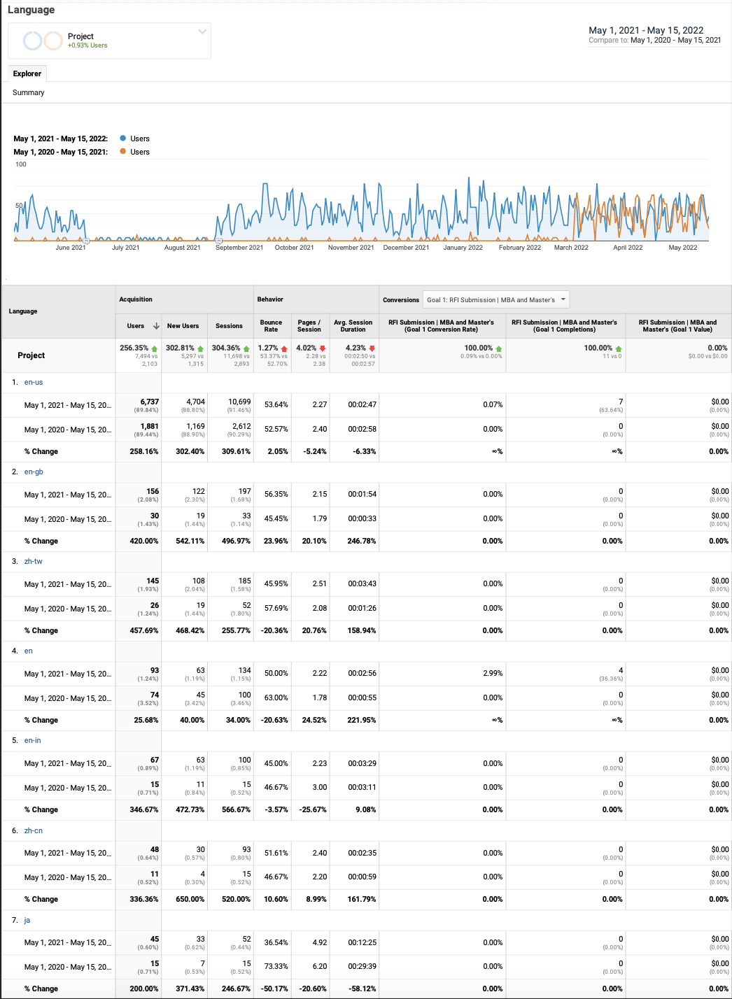 Language
Project
+0.93% Users
May 1, 2021 - May 15, 2022
Compare to: May 1, 2020 - May 15, 2021
Explorer
Summary
May 1, 2021 - May 15, 2022: Users
May 1, 2020 - May 15, 2021: Users
100
50
June 2021 July 2021 August 2021 September 2021 October 2021 November 2021 December 2021 January 2022 February 2022 March 2022 April 2022 May 2022
Language
Acquisition Behavior Conversions Goal 1: RFI Submission | MBA and Master's
Users New Users Sessions Bounce Rate Pages / Session Avg. Session Duration RFI Submission | MBA and Master's (Goal 1 Conversion Rate) RFI Submission | MBA and Master's (Goal 1 Completions) RFI Submission | MBA and Master's (Goal 1 Value)
Project 256.35% 302.81% 304.36% 1.27% 4.02% 4.23% 100.00% 100.00% 0.00%
7,494 vs 5,297 vs 11,698 vs 53.37% vs 2.28 vs 00:02:50 vs 0.09% vs 0.00% 11 vs 0 $0.00 vs $0.00
2,103 1,315 2,893 52.70% 2.38 00:02:57
1. en-us
May 1, 2021 - May 15, 20... 6,737 4,704 10,699 53.64% 2.27 00:02:47 0.07% 7 $0.00
(89.84%) (88.80%) (91.46%) (63.64%) (0.00%)
May 1, 2020 - May 15, 20... 1,881 1,169 2,612 52.57% 2.40 00:02:58 0.00% 0 $0.00
(89.44%) (88.90%) (90.29%) (0.00%) (0.00%)
% Change 258.16% 302.40% 309.61% 2.05% -5.24% -6.33% ∞% ∞% 0.00%
2. en-gb
May 1, 2021 - May 15, 20... 156 122 197 56.35% 2.15 00:01:54 0.00% 0 $0.00
(2.08%) (2.30%) (1.68%) (0.00%) (0.00%)
May 1, 2020 - May 15, 20... 30 19 33 45.45% 1.79 00:00:33 0.00% 0 $0.00
(1.43%) (1.44%) (1.14%) (0.00%) (0.00%)
% Change 420.00% 542.11% 496.97% 23.96% 20.10% 246.78% 0.00% 0.00% 0.00%
3. zh-tw
May 1, 2021 - May 15, 20... 145 108 185 45.95% 2.51 00:03:43 0.00% 0 $0.00
(1.93%) (2.04%) (1.58%) (0.00%) (0.00%)
May 1, 2020 - May 15, 20... 26 19 52 57.69% 2.08 00:01:26 0.00% 0 $0.00
(1.24%) (1.44%) (1.80%) (0.00%) (0.00%)
% Change 457.69% 468.42% 255.77% -20.36% 20.76% 158.94% 0.00% 0.00% 0.00%
4. en
May 1, 2021 - May 15, 20... 93 63 134 50.00% 2.22 00:02:56 2.99% 4 $0.00
(1.24%) (1.19%) (1.15%) (36.36%) (0.00%)
May 1, 2020 - May 15, 20... 74 45 100 63.00% 1.78 00:00:55 0.00% 0 $0.00
(3.52%) (3.42%) (3.46%) (0.00%) (0.00%)
% Change 25.68% 40.00% 34.00% -20.63% 24.52% 221.95% ∞% ∞% 0.00%
5. en-in
May 1, 2021 - May 15, 20... 67 63 100 45.00% 2.23 00:03:29 0.00% 0 $0.00
(0.89%) (1.19%) (0.85%) (0.00%) (0.00%)
May 1, 2020 - May 15, 20... 15 11 15 46.67% 3.00 00:03:11 0.00% 0 $0.00
(0.71%) (0.84%) (0.52%) (0.00%) (0.00%)
% Change 346.67% 472.73% 566.67% -3.57% -25.67% 9.08% 0.00% 0.00% 0.00%
6. zh-cn
May 1, 2021 - May 15, 20... 48 30 93 51.61% 2.40 00:02:35 0.00% 0 $0.00
(0.64%) (0.57%) (0.80%) (0.00%) (0.00%)
May 1, 2020 - May 15, 20... 11 4 15 46.67% 2.20 00:00:59 0.00% 0 $0.00
(0.52%) (0.30%) (0.52%) (0.00%) (0.00%)
% Change 336.36% 650.00% 520.00% 10.60% 8.99% 161.79% 0.00% 0.00% 0.00%
7. ja
May 1, 2021 - May 15, 20... 45 33 52 36.54% 4.92 00:12:25 0.00% 0 $0.00
(0.60%) (0.62%) (0.44%) (0.00%) (0.00%)
May 1, 2020 - May 15, 20... 15 7 15 73.33% 6.20 00:29:39 0.00% 0 $0.00
(0.71%) (0.53%) (0.52%) (0.00%) (0.00%)
% Change 200.00% 371.43% 246.67% -50.17% -20.60% -58.12% 0.00% 0.00% 0.00%